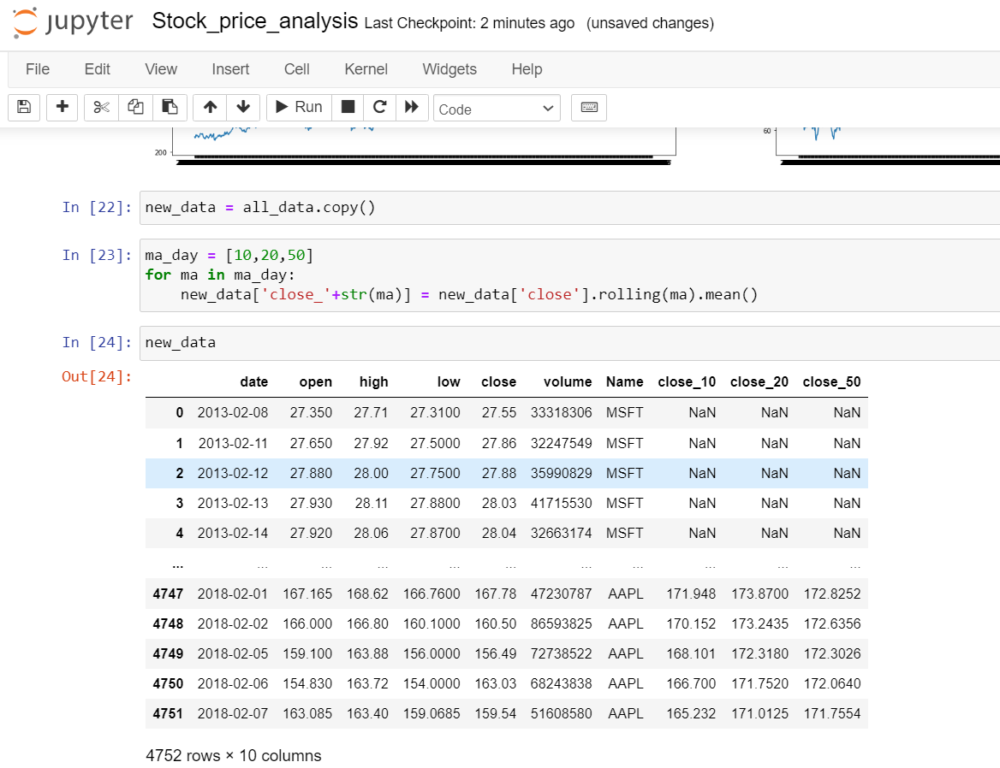 jupyter Stock_price_analysis Last Checkpoint: 2 minutes ago (unsaved changes)
File Edit View Insert Cell Kernel Widgets Help
Run Code
60
200
In [22]: new_data = all_data.copy()
In [23]: ma_day = [10,20,50]
for ma in ma_day:
new_data['close_'+str(ma)] = new_data['close'].rolling(ma).mean()
In [24]: new_data
Out[24]:
date open high low close volume Name close_10 close_20 close_50
0 2013-02-08 27.350 27.71 27.3100 27.55 33318306 MSFT NaN NaN NaN
1 2013-02-11 27.650 27.92 27.5000 27.86 32247549 MSFT NaN NaN NaN
2 2013-02-12 27.880 28.00 27.7500 27.88 35990829 MSFT NaN NaN NaN
3 2013-02-13 27.930 28.11 27.8800 28.03 41715530 MSFT NaN NaN NaN
4 2013-02-14 27.920 28.06 27.8700 28.04 32663174 MSFT NaN NaN NaN
... ... ... ... ... ... ... ... ... ... ...
4747 2018-02-01 167.165 168.62 166.7600 167.78 47230787 AAPL 171.948 173.8700 172.8252
4748 2018-02-02 166.000 166.80 160.1000 160.50 86593825 AAPL 170.152 173.2435 172.6356
4749 2018-02-05 159.100 163.88 156.0000 156.49 72738522 AAPL 168.101 172.3180 172.3026
4750 2018-02-06 154.830 163.72 154.0000 163.03 68243838 AAPL 166.700 171.7520 172.0640
4751 2018-02-07 163.085 163.40 159.0685 159.54 51608580 AAPL 165.232 171.0125 171.7554
4752 rows × 10 columns